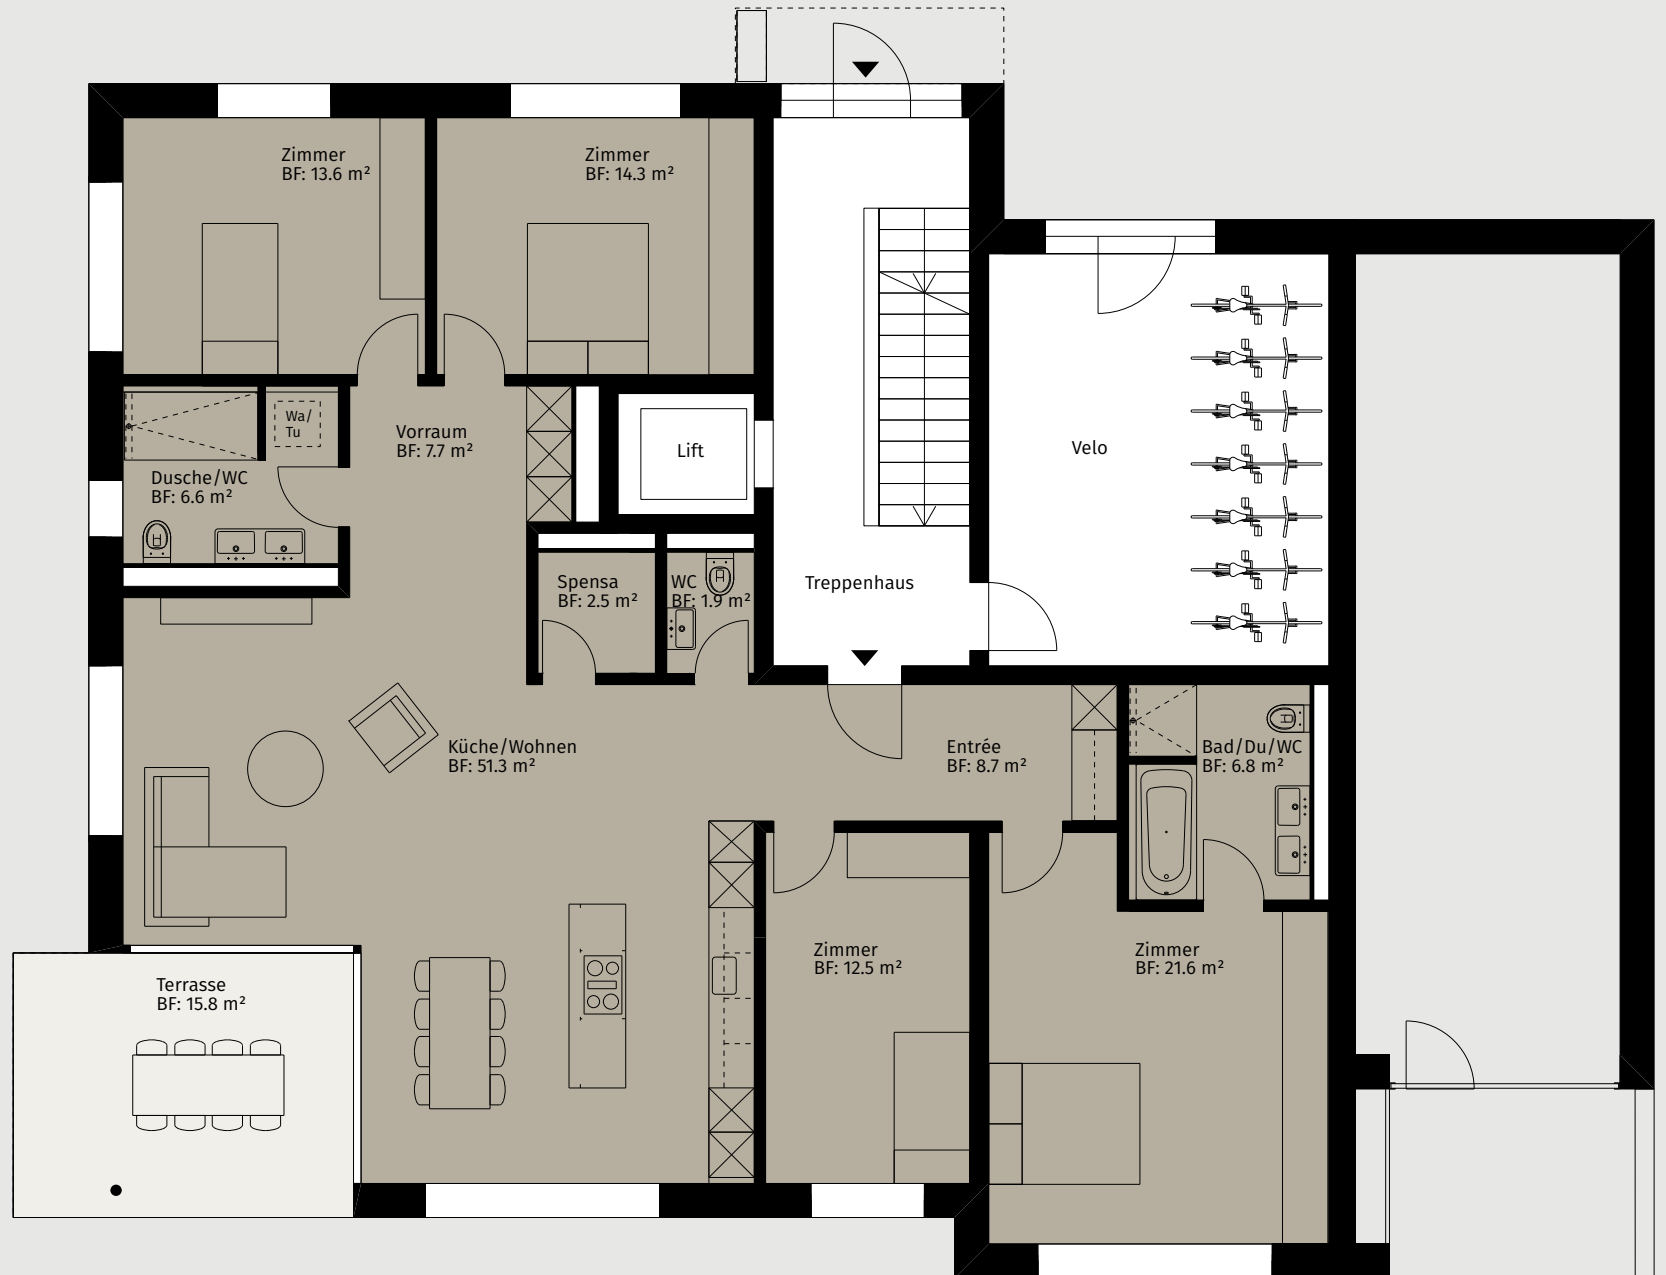 Zimmer
BF: 13.6 m²
Zimmer
BF: 14.3 m²
Wa/
Tu
Vorraum
BF: 7.7 m²
Lift
Velo
Dusche/WC
BF: 6.6 m²
Spensa
BF: 2.5 m²
WC
BF: 1.9 m²
Treppenhaus
Küche/Wohnen
BF: 51.3 m²
Entrée
BF: 8.7 m²
Bad/Du/WC
BF: 6.8 m²
Zimmer
BF: 12.5 m²
Zimmer
BF: 21.6 m²
Terrasse
BF: 15.8 m²